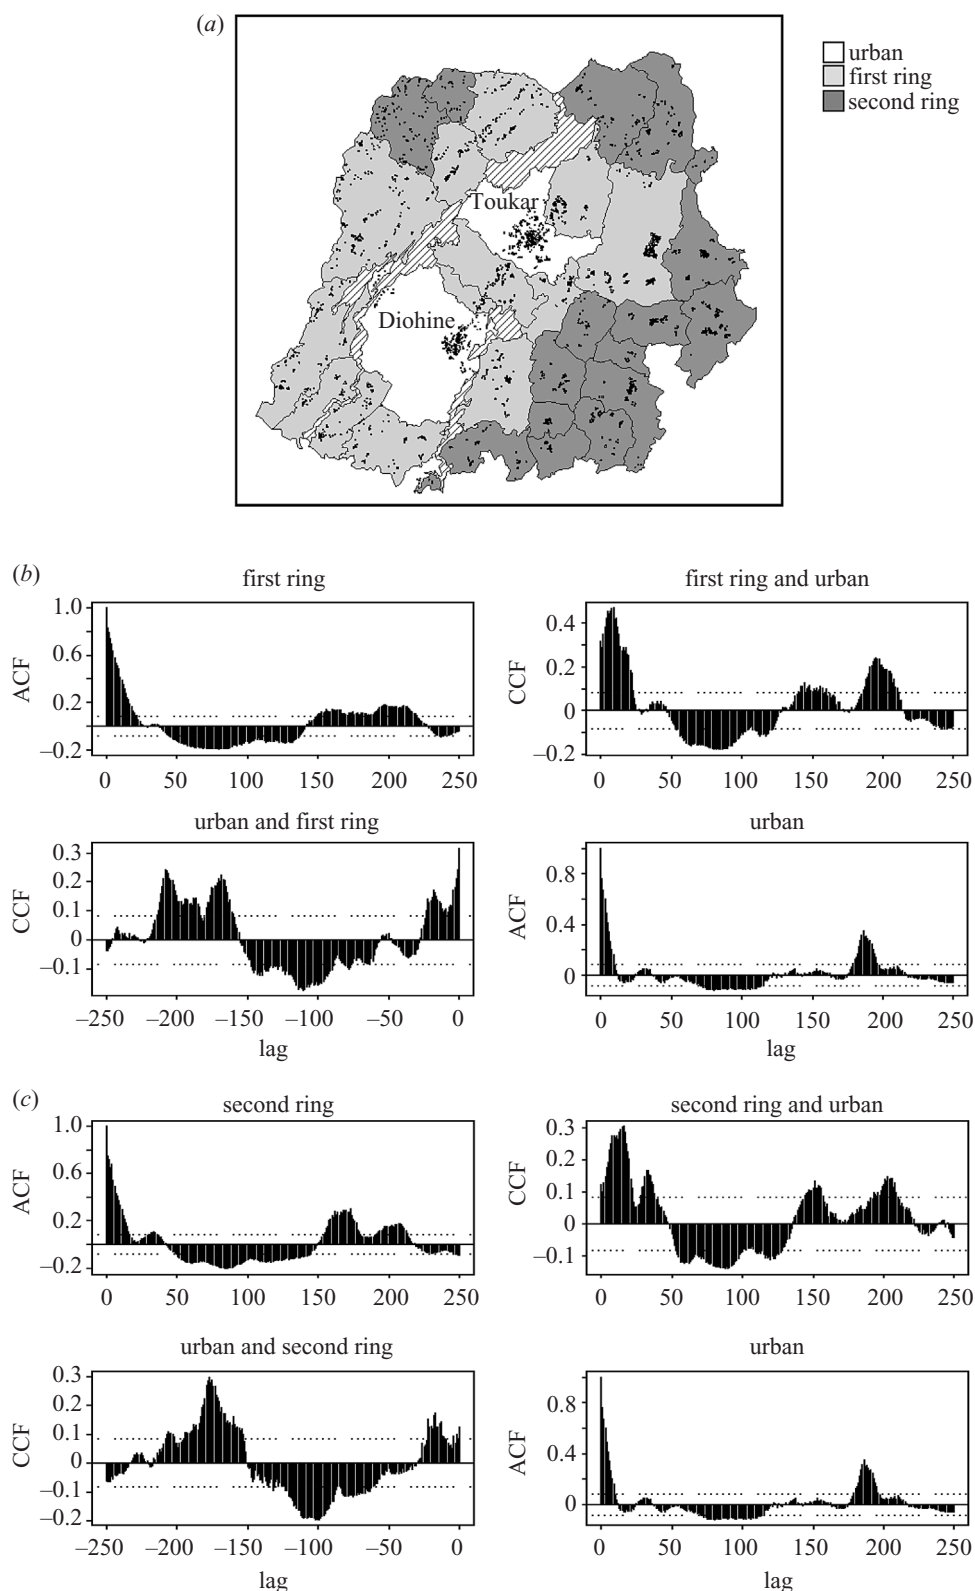 (a)
urban
first ring
second ring
Toukar
Diohine
(b)
first ring
ACF
1.0
0.6
0.2
–0.2
0 50 100 150 200 250
first ring and urban
CCF
0.4
0.2
0
–0.2
0 50 100 150 200 250
urban and first ring
CCF
0.3
0.2
0.1
0
–0.1
–250 –200 –150 –100 –50 0
lag
urban
ACF
0.8
0.4
0
0 50 100 150 200 250
lag
(c)
second ring
ACF
1.0
0.6
0.2
–0.2
0 50 100 150 200 250
second ring and urban
CCF
0.3
0.2
0.1
0
–0.1
0 50 100 150 200 250
urban and second ring
CCF
0.3
0.2
0.1
0
–0.1
–0.2
–250 –200 –150 –100 –50 0
lag
urban
ACF
0.8
0.4
0
0 50 100 150 200 250
lag